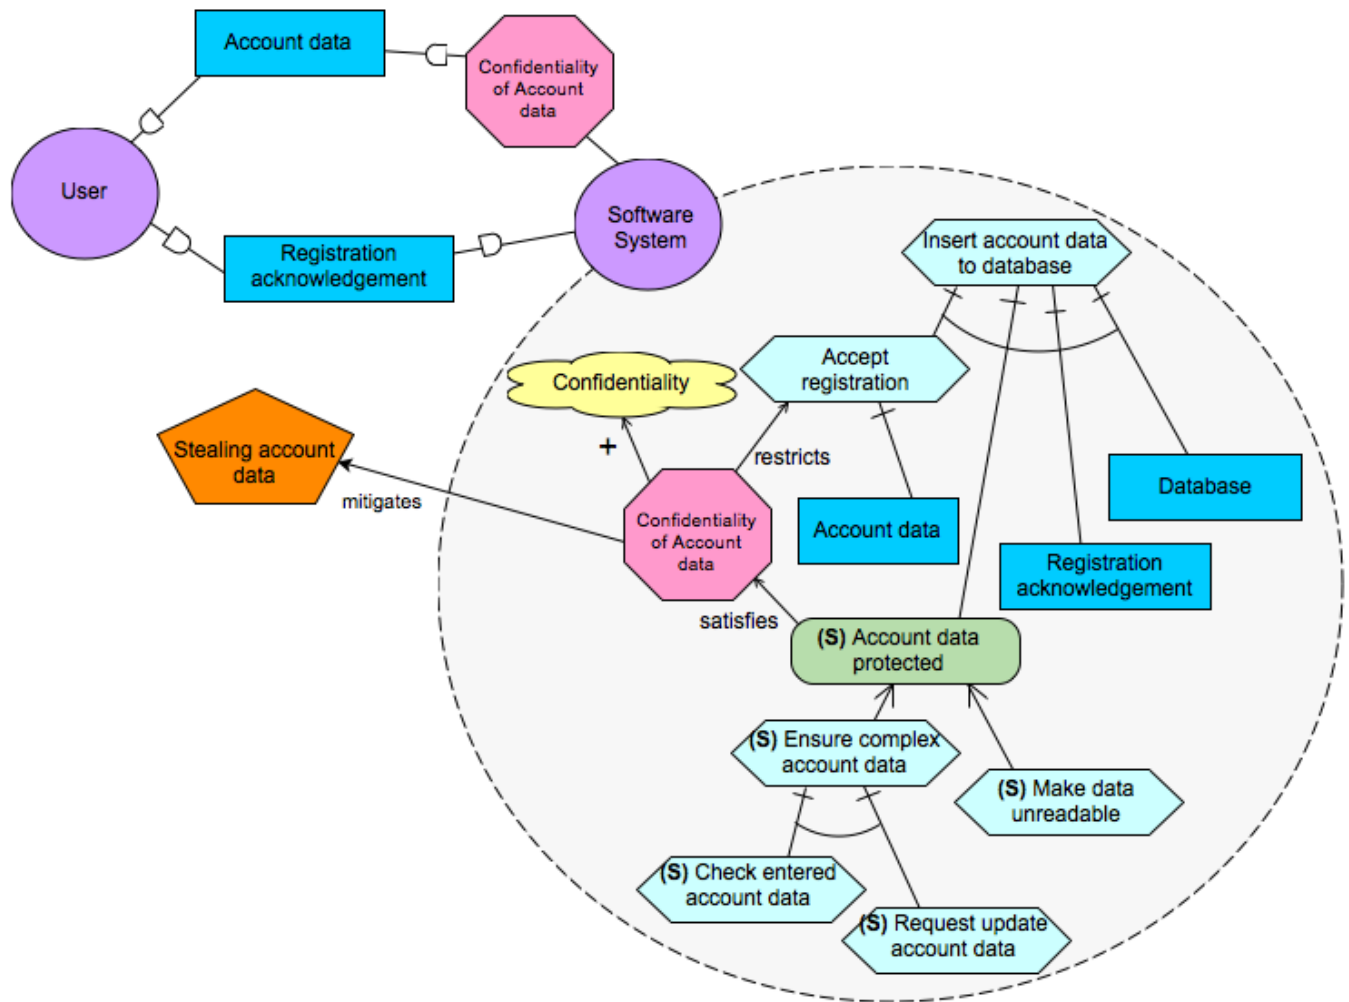 Account data
Confidentiality
of Account
data
User
Software
System
Registration
acknowledgement
Insert account data
to database
Accept
registration
Confidentiality
+
restricts
Stealing account
data
mitigates
Confidentiality
of Account
data
Account data
Database
Registration
acknowledgement
satisfies
(S) Account data
protected
(S) Ensure complex
account data
(S) Make data
unreadable
(S) Check entered
account data
(S) Request update
account data